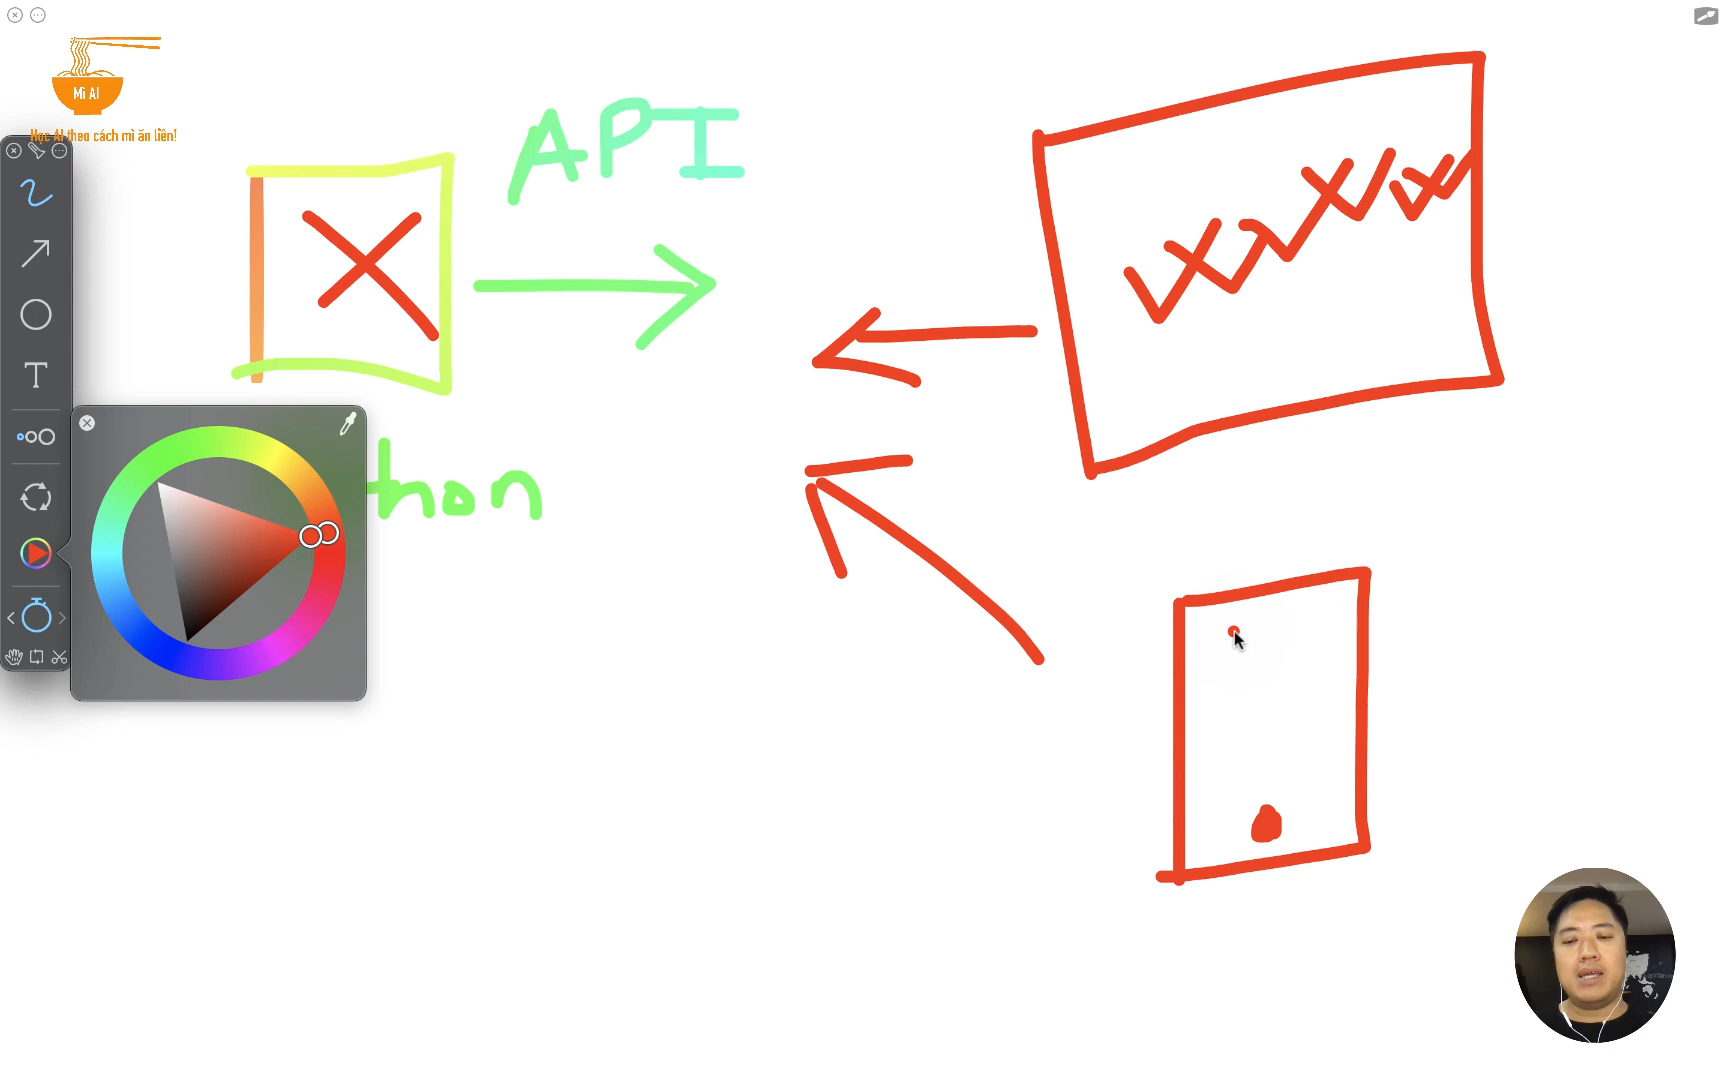 Mì AI
Học AI theo cách mì ăn liền!
API
T
hon